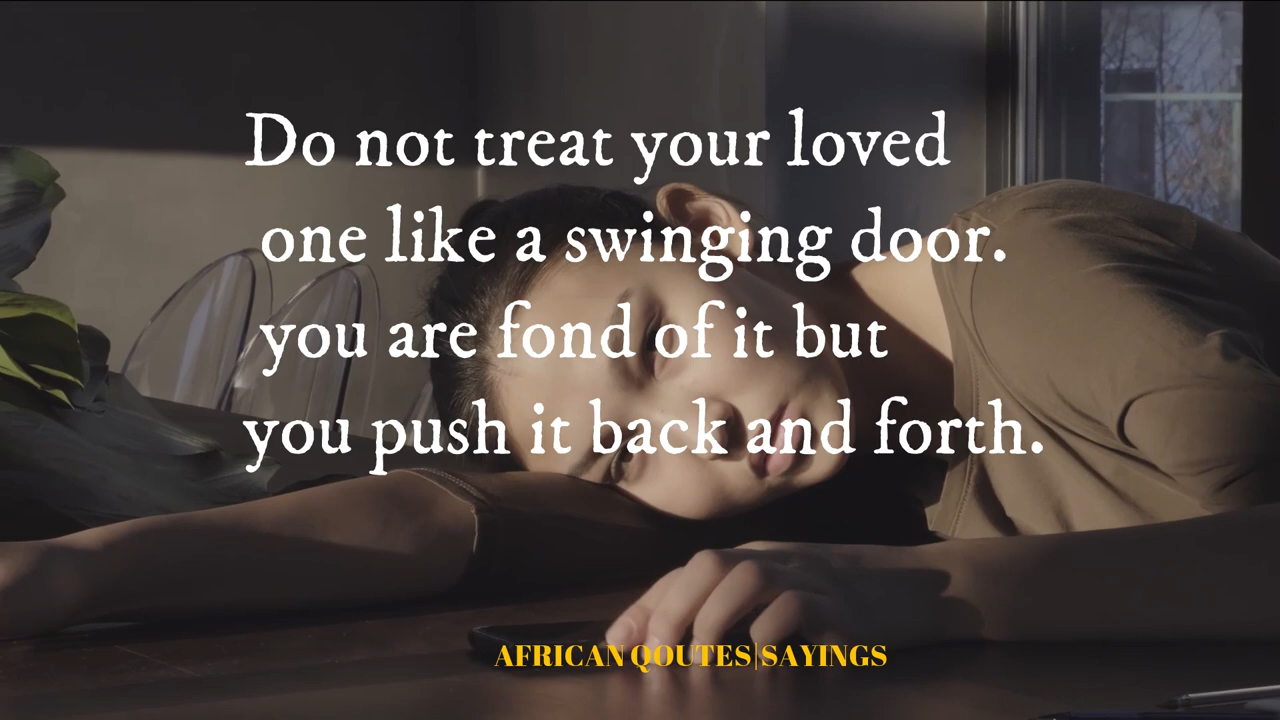 Do not treat your loved
one like a swinging door.
you are fond of it but
you push it back and forth.
AFRICAN QOUTES|SAYINGS